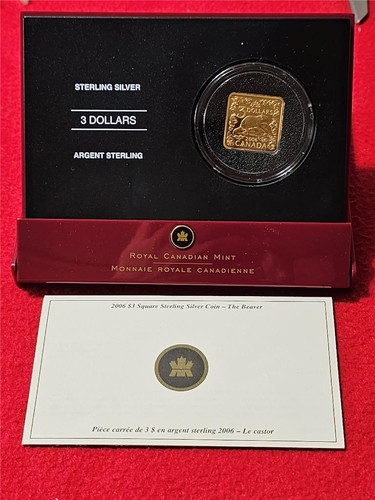 STERLING SILVER
3 DOLLARS
ARGENT STERLING
DOLLARS
2006
CANADA
ROYAL CANADIAN MINT
MONNAIE ROYALE CANADIENNE
2006 $3 Square Sterling Silver Coin – The Beaver
Pièce carrée de 3 $ en argent sterling 2006 – Le castor